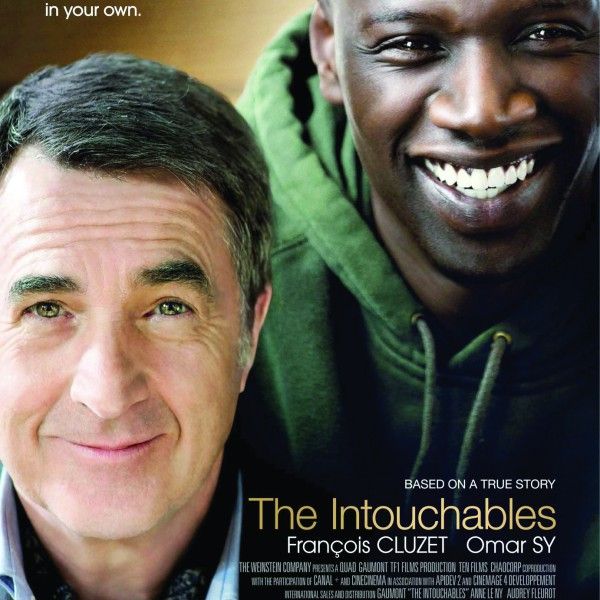 in your own.
BASED ON A TRUE STORY
The Intouchables
François CLUZET Omar SY
THE WEINSTEIN COMPANY PRESENTS A QUAD GAUMONT TF1 FILMS PRODUCTION TEN FILMS CHAOCORP COPRODUCTION
WITH THE PARTICIPATION OF CANAL + AND CINECINEMA IN ASSOCIATION WITH APIDEV 2 AND CINEMAGE 4 DEVELOPPEMENT
INTERNATIONAL SALES AND DISTRIBUTION GAUMONT "THE INTOUCHABLES" ANNE LE NY AUDREY FLEUROT